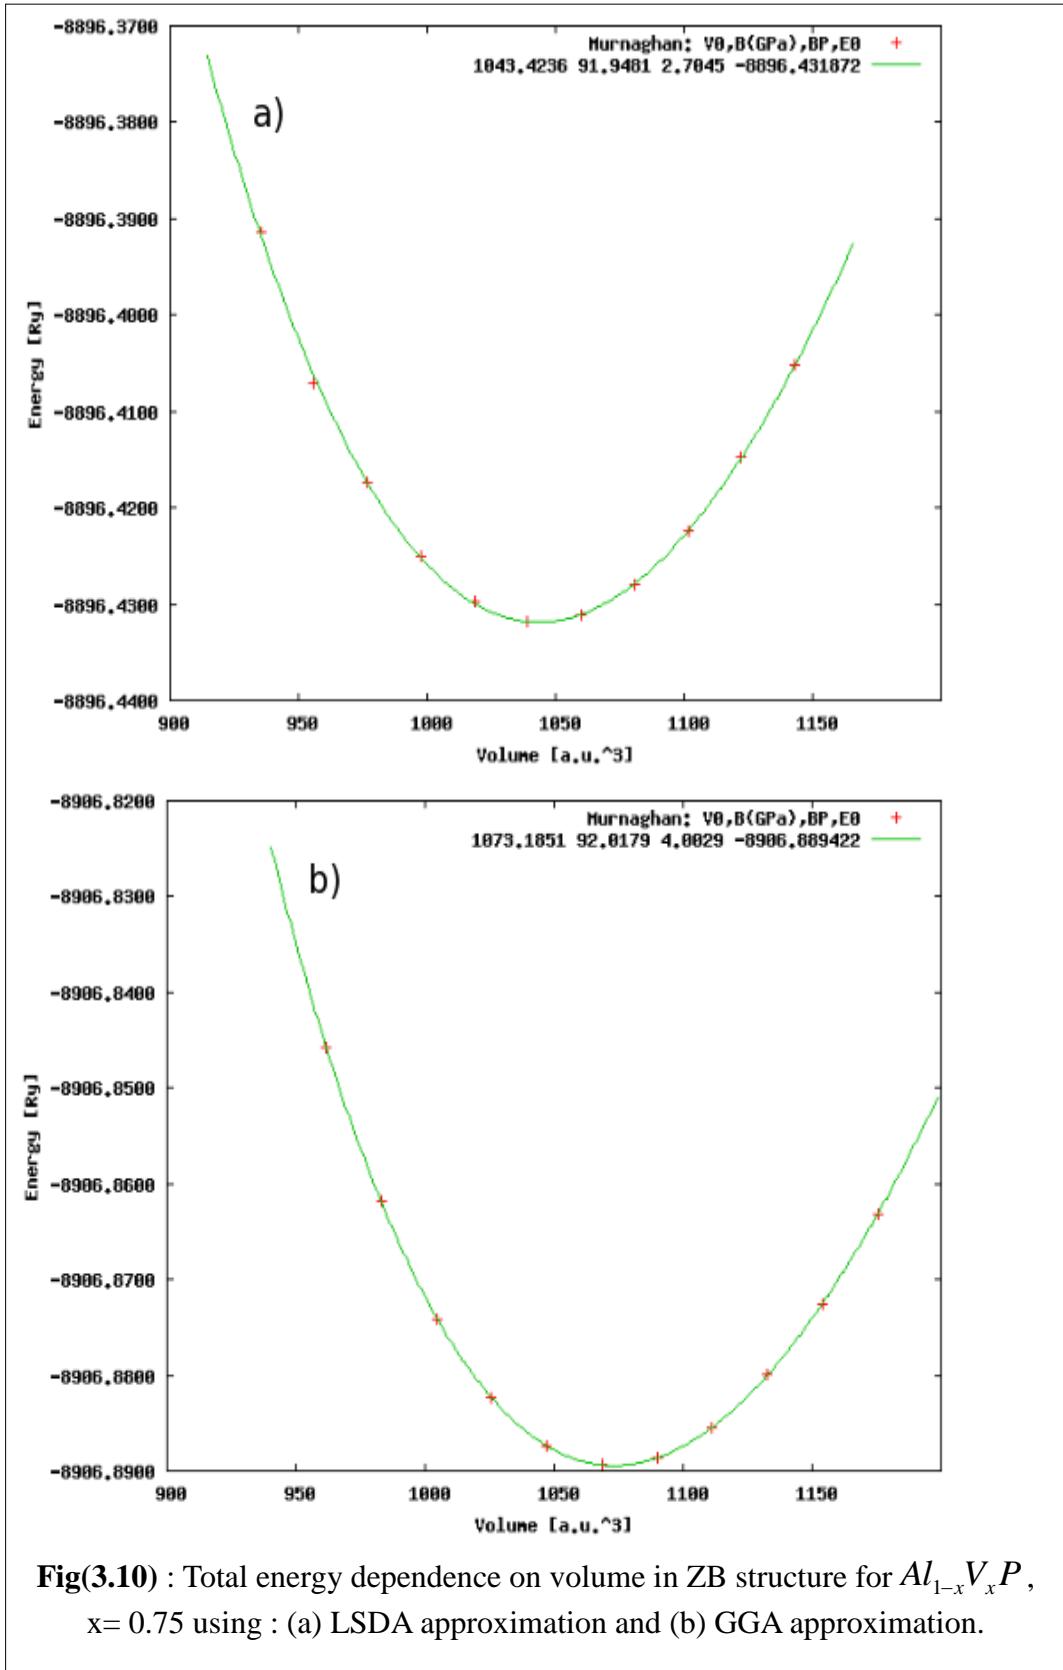 -8896.3700
Murnaghan: V0,B(GPa),BP,E0
1043.4236 91.9481 2.7045 -8896.431872
a)
-8896.3800
-8896.3900
-8896.4000
-8896.4100
-8896.4200
-8896.4300
-8896.4400
Energy [Ry]
900 950 1000 1050 1100 1150
Volume [a.u.^3]
-8906.8200
Murnaghan: V0,B(GPa),BP,E0
1073.1851 92.0179 4.0029 -8906.889422
b)
-8906.8300
-8906.8400
-8906.8500
-8906.8600
-8906.8700
-8906.8800
-8906.8900
Energy [Ry]
900 950 1000 1050 1100 1150
Volume [a.u.^3]
Fig(3.10) : Total energy dependence on volume in ZB structure for Al₁₋ₓVₓP ,
x= 0.75 using : (a) LSDA approximation and (b) GGA approximation.